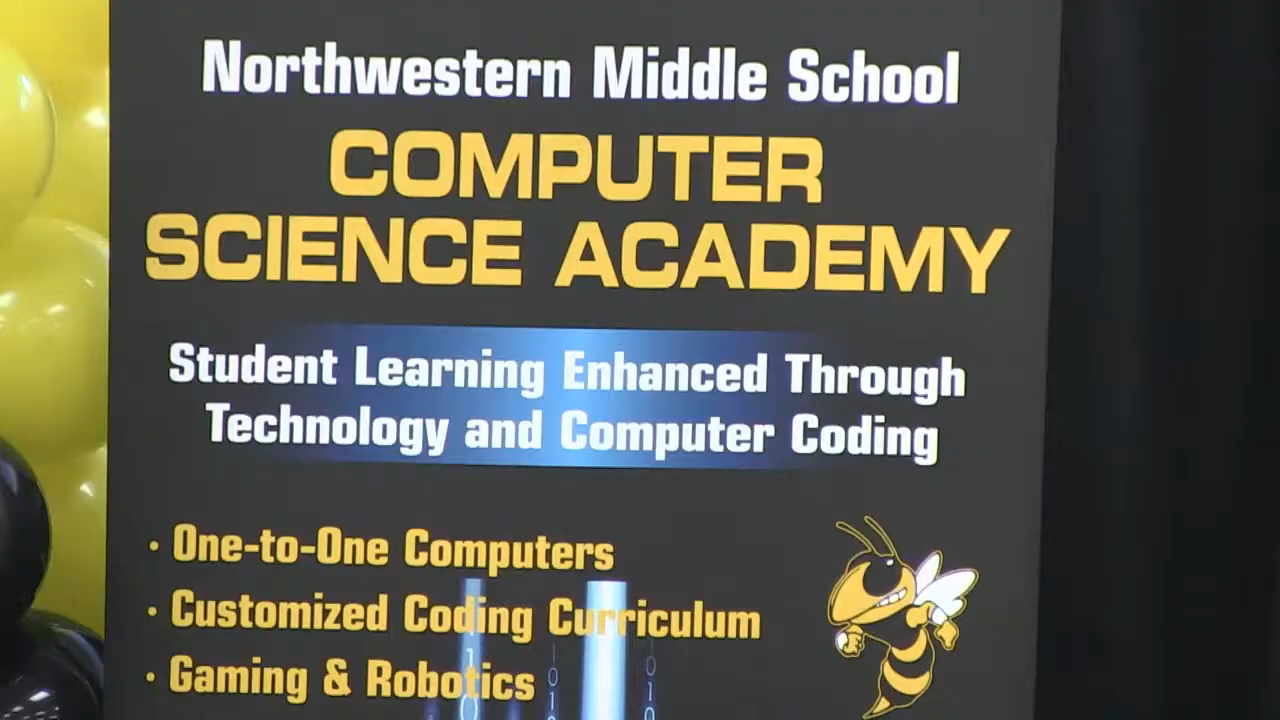 Northwestern Middle School
COMPUTER
SCIENCE ACADEMY
Student Learning Enhanced Through
Technology and Computer Coding
· One-to-One Computers
· Customized Coding Curriculum
· Gaming & Robotics